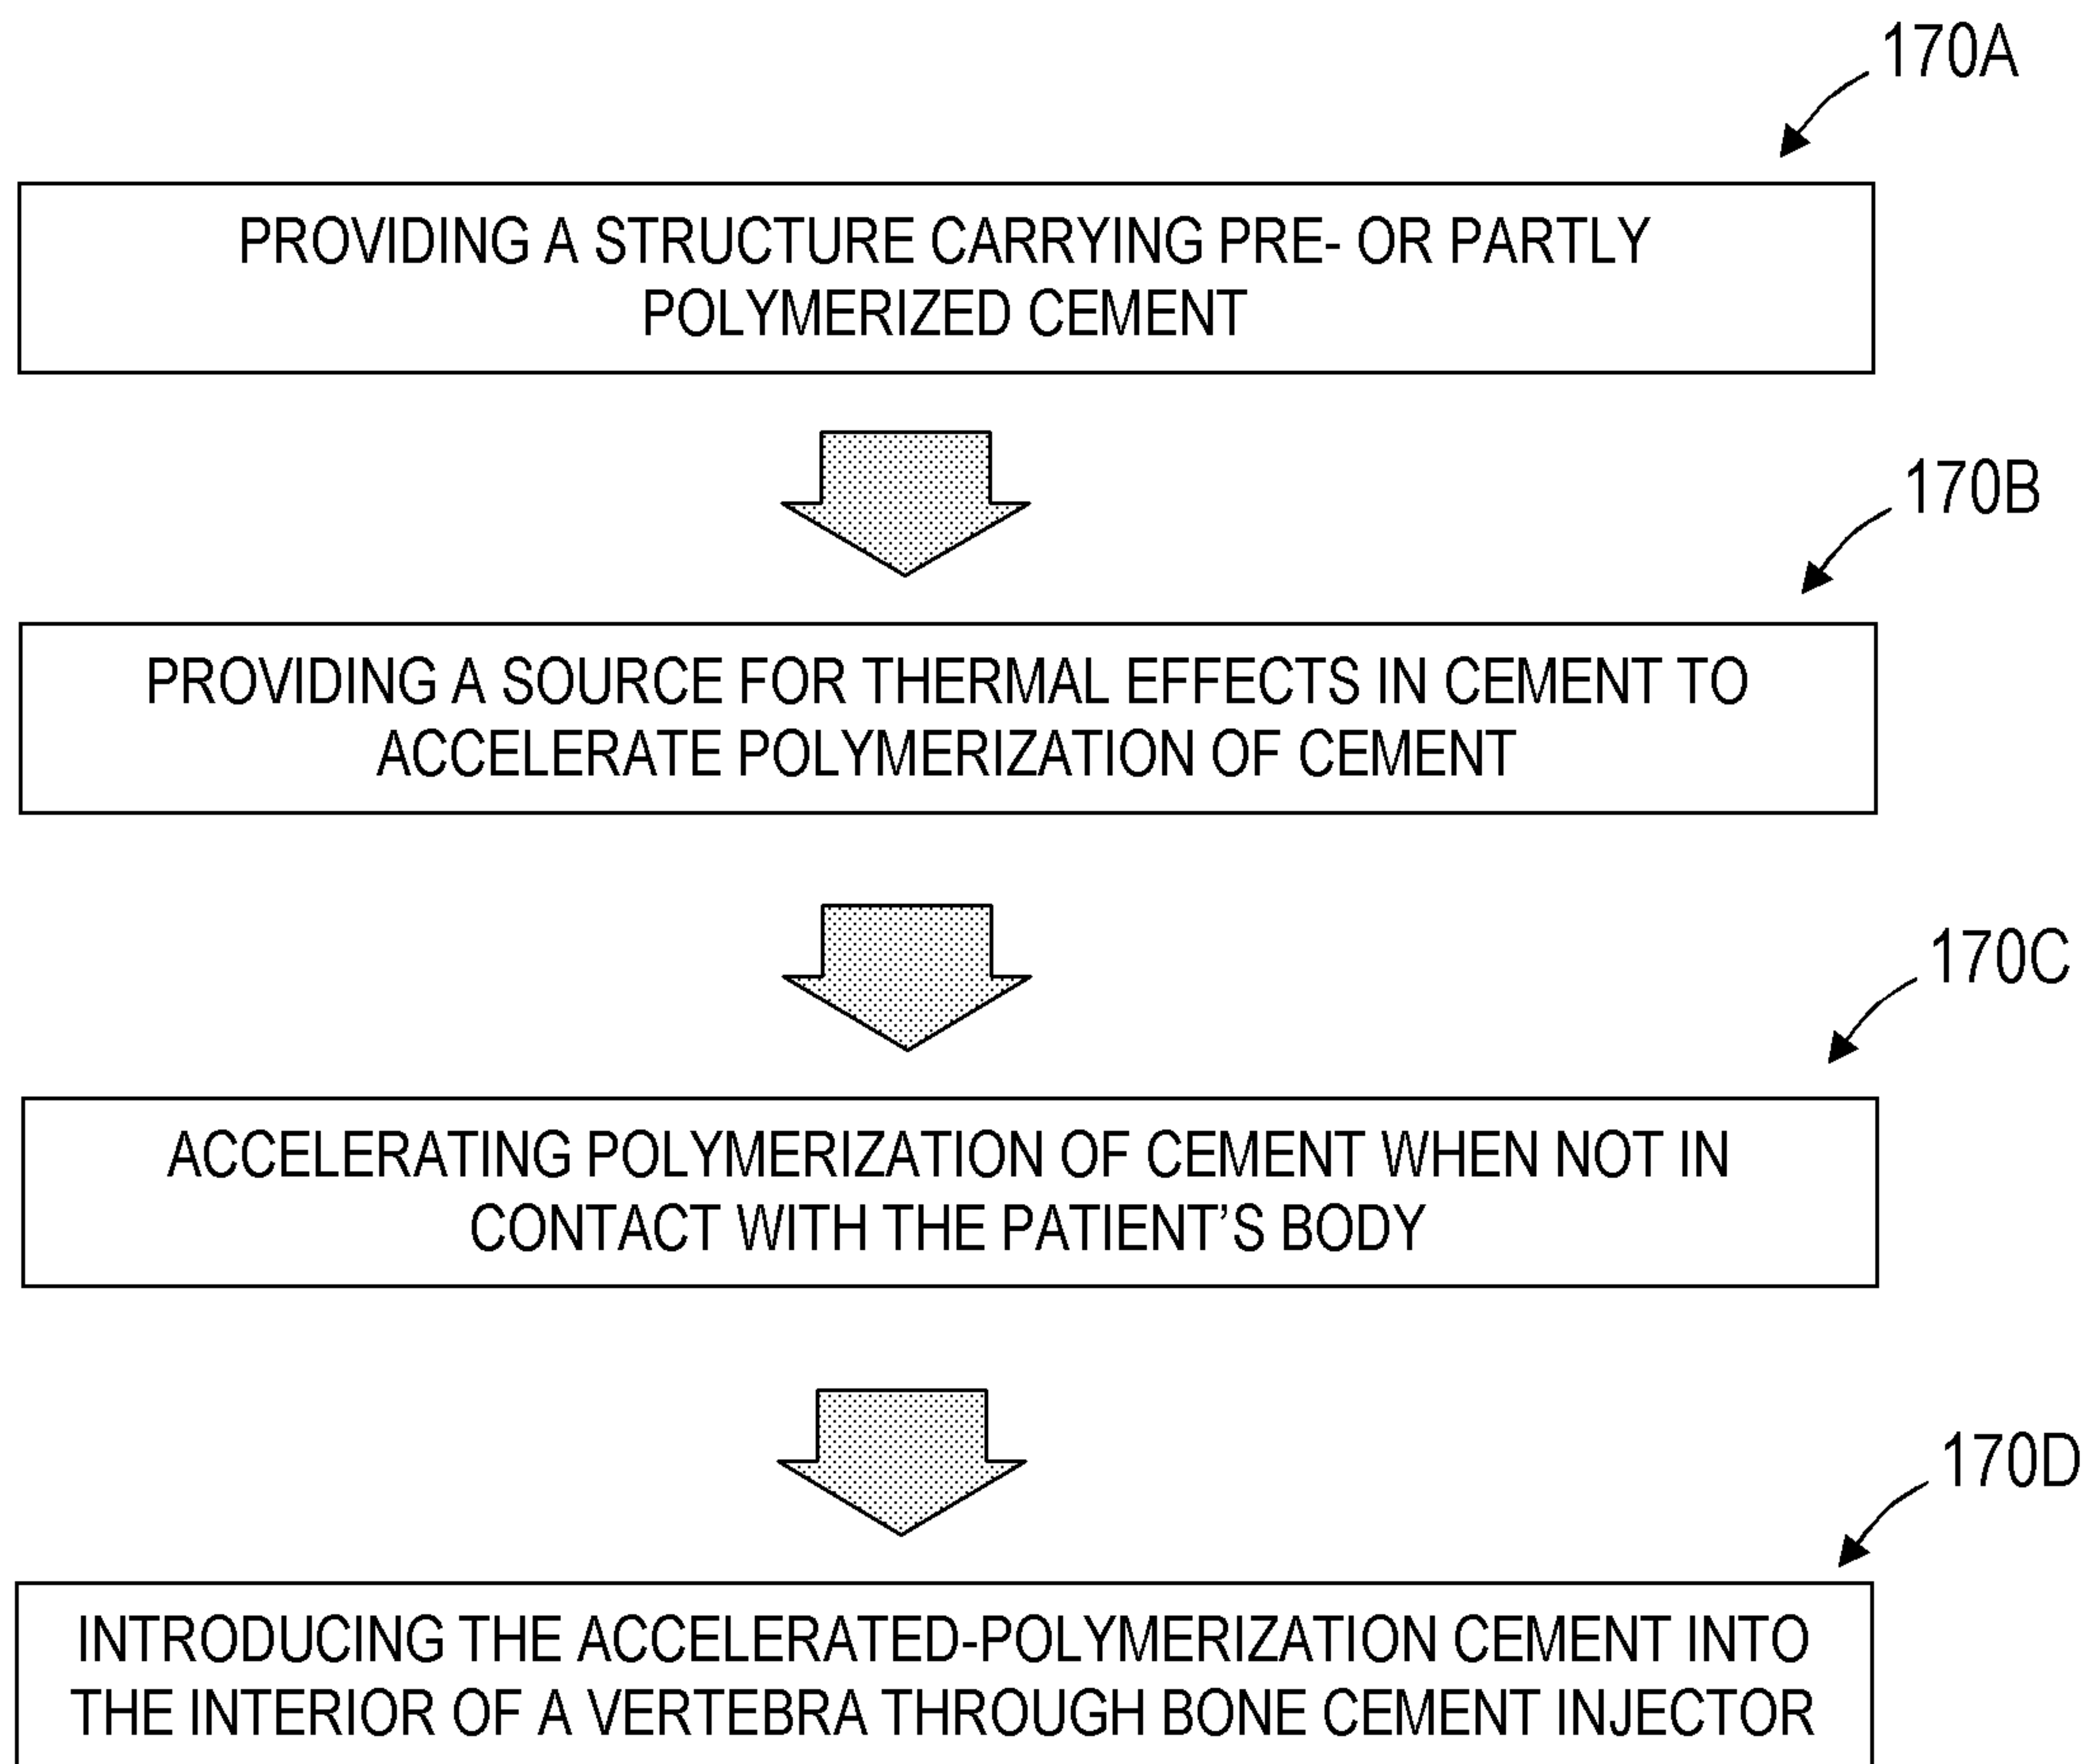 170A
PROVIDING A STRUCTURE CARRYING PRE- OR PARTLY
POLYMERIZED CEMENT
170B
PROVIDING A SOURCE FOR THERMAL EFFECTS IN CEMENT TO
ACCELERATE POLYMERIZATION OF CEMENT
170C
ACCELERATING POLYMERIZATION OF CEMENT WHEN NOT IN
CONTACT WITH THE PATIENT'S BODY
170D
INTRODUCING THE ACCELERATED-POLYMERIZATION CEMENT INTO
THE INTERIOR OF A VERTEBRA THROUGH BONE CEMENT INJECTOR